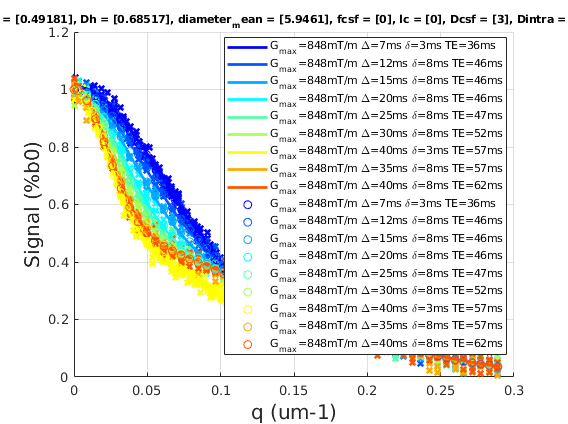 = [0.49181], Dh = [0.68517], diameter_mean = [5.9461], fcsf = [0], lc = [0], Dcsf = [3], Dintra =
1.2
1
0.8
0.6
0.4
0.2
0
Signal (%b0)
G_max=848mT/m Δ=7ms δ=3ms TE=36ms
G_max=848mT/m Δ=12ms δ=8ms TE=46ms
G_max=848mT/m Δ=15ms δ=8ms TE=46ms
G_max=848mT/m Δ=20ms δ=8ms TE=46ms
G_max=848mT/m Δ=25ms δ=8ms TE=47ms
G_max=848mT/m Δ=30ms δ=8ms TE=52ms
G_max=848mT/m Δ=40ms δ=3ms TE=57ms
G_max=848mT/m Δ=35ms δ=8ms TE=57ms
G_max=848mT/m Δ=40ms δ=8ms TE=62ms
G_max=848mT/m Δ=7ms δ=3ms TE=36ms
G_max=848mT/m Δ=12ms δ=8ms TE=46ms
G_max=848mT/m Δ=15ms δ=8ms TE=46ms
G_max=848mT/m Δ=20ms δ=8ms TE=46ms
G_max=848mT/m Δ=25ms δ=8ms TE=47ms
G_max=848mT/m Δ=30ms δ=8ms TE=52ms
G_max=848mT/m Δ=40ms δ=3ms TE=57ms
G_max=848mT/m Δ=35ms δ=8ms TE=57ms
G_max=848mT/m Δ=40ms δ=8ms TE=62ms
0 0.05 0.1 0.15 0.2 0.25 0.3
q (um-1)